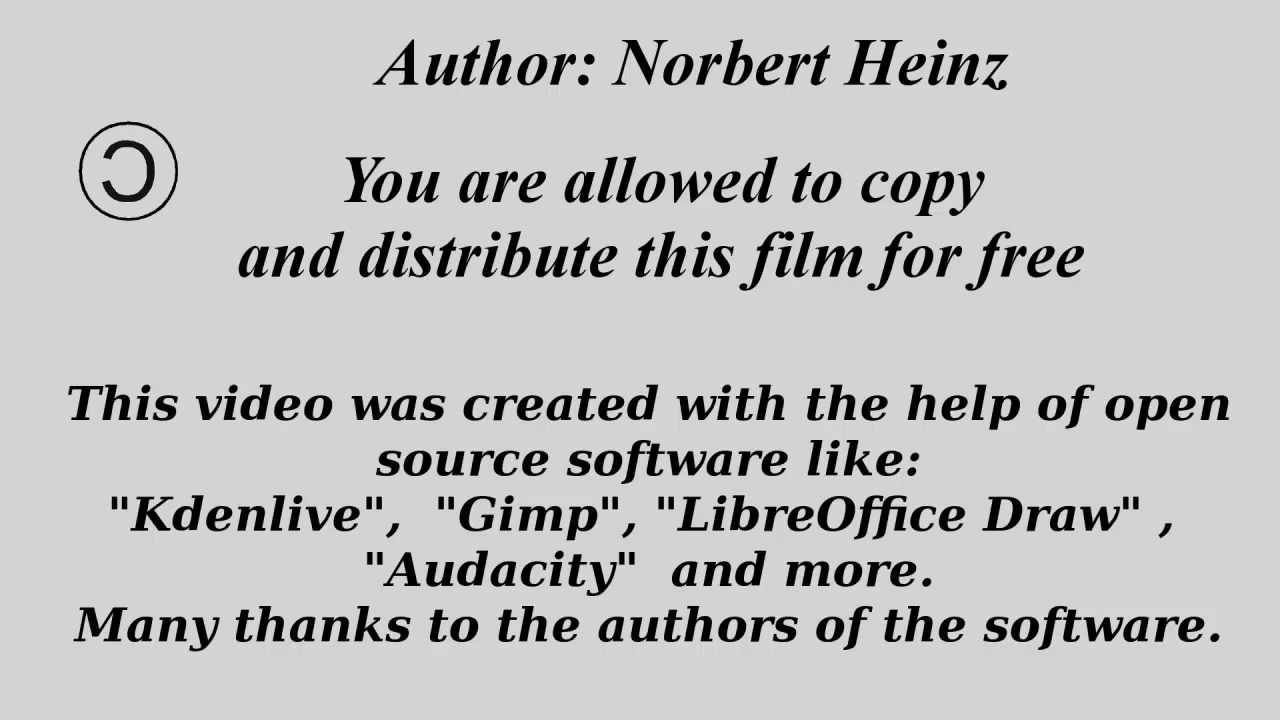 Author: Norbert Heinz
Ɔ
You are allowed to copy
and distribute this film for free
This video was created with the help of open
source software like:
"Kdenlive",  "Gimp", "LibreOffice Draw" ,
"Audacity"  and more.
Many thanks to the authors of the software.